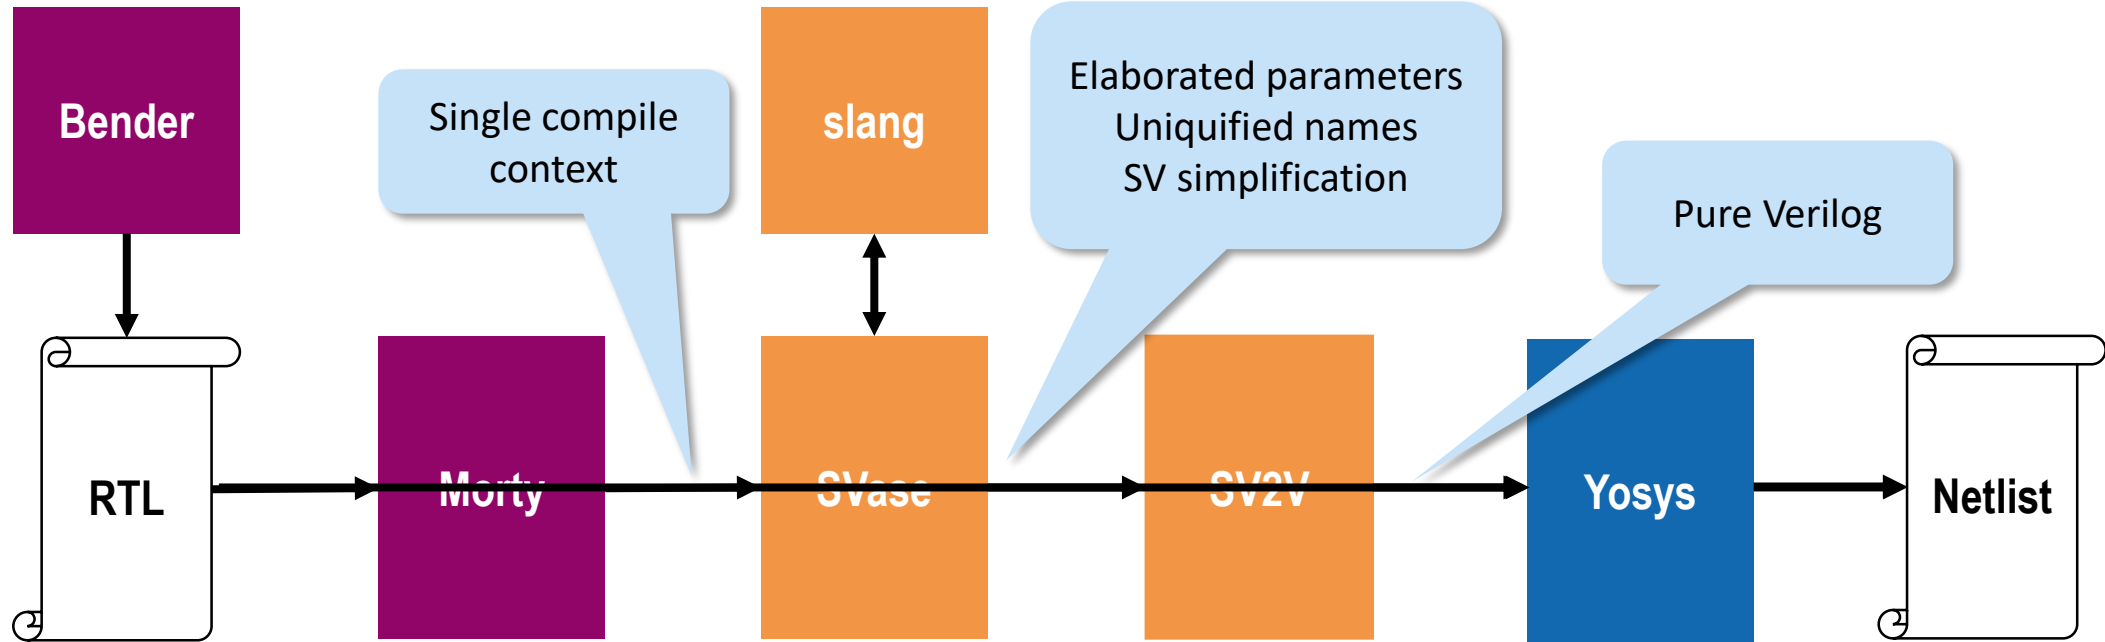 Bender
Single compile
context
slang
Elaborated parameters
Uniquified names
SV simplification
Pure Verilog
RTL
Morty
SVase
SV2V
Yosys
Netlist